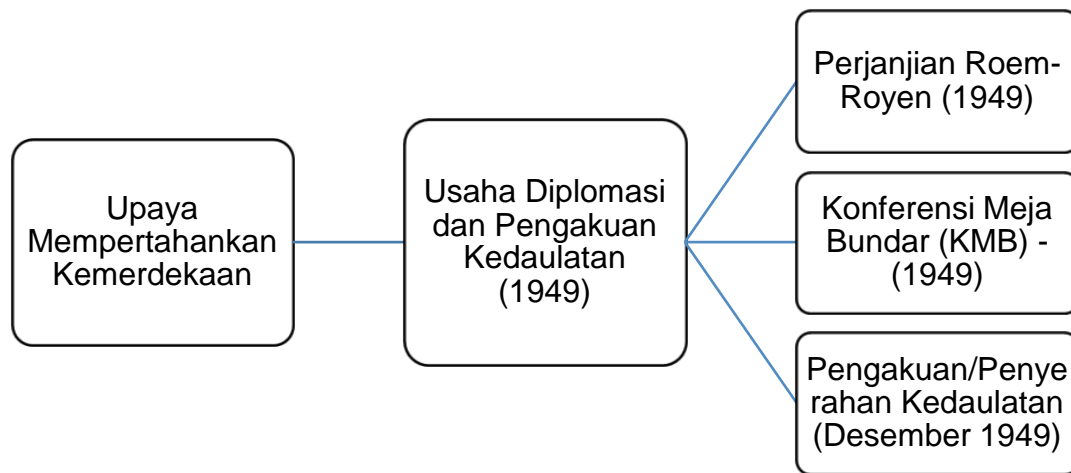 Upaya
Mempertahankan
Kemerdekaan
Usaha Diplomasi
dan Pengakuan
Kedaulatan
(1949)
Perjanjian Roem-
Royen (1949)
Konferensi Meja
Bundar (KMB) -
(1949)
Pengakuan/Penye
rahan Kedaulatan
(Desember 1949)